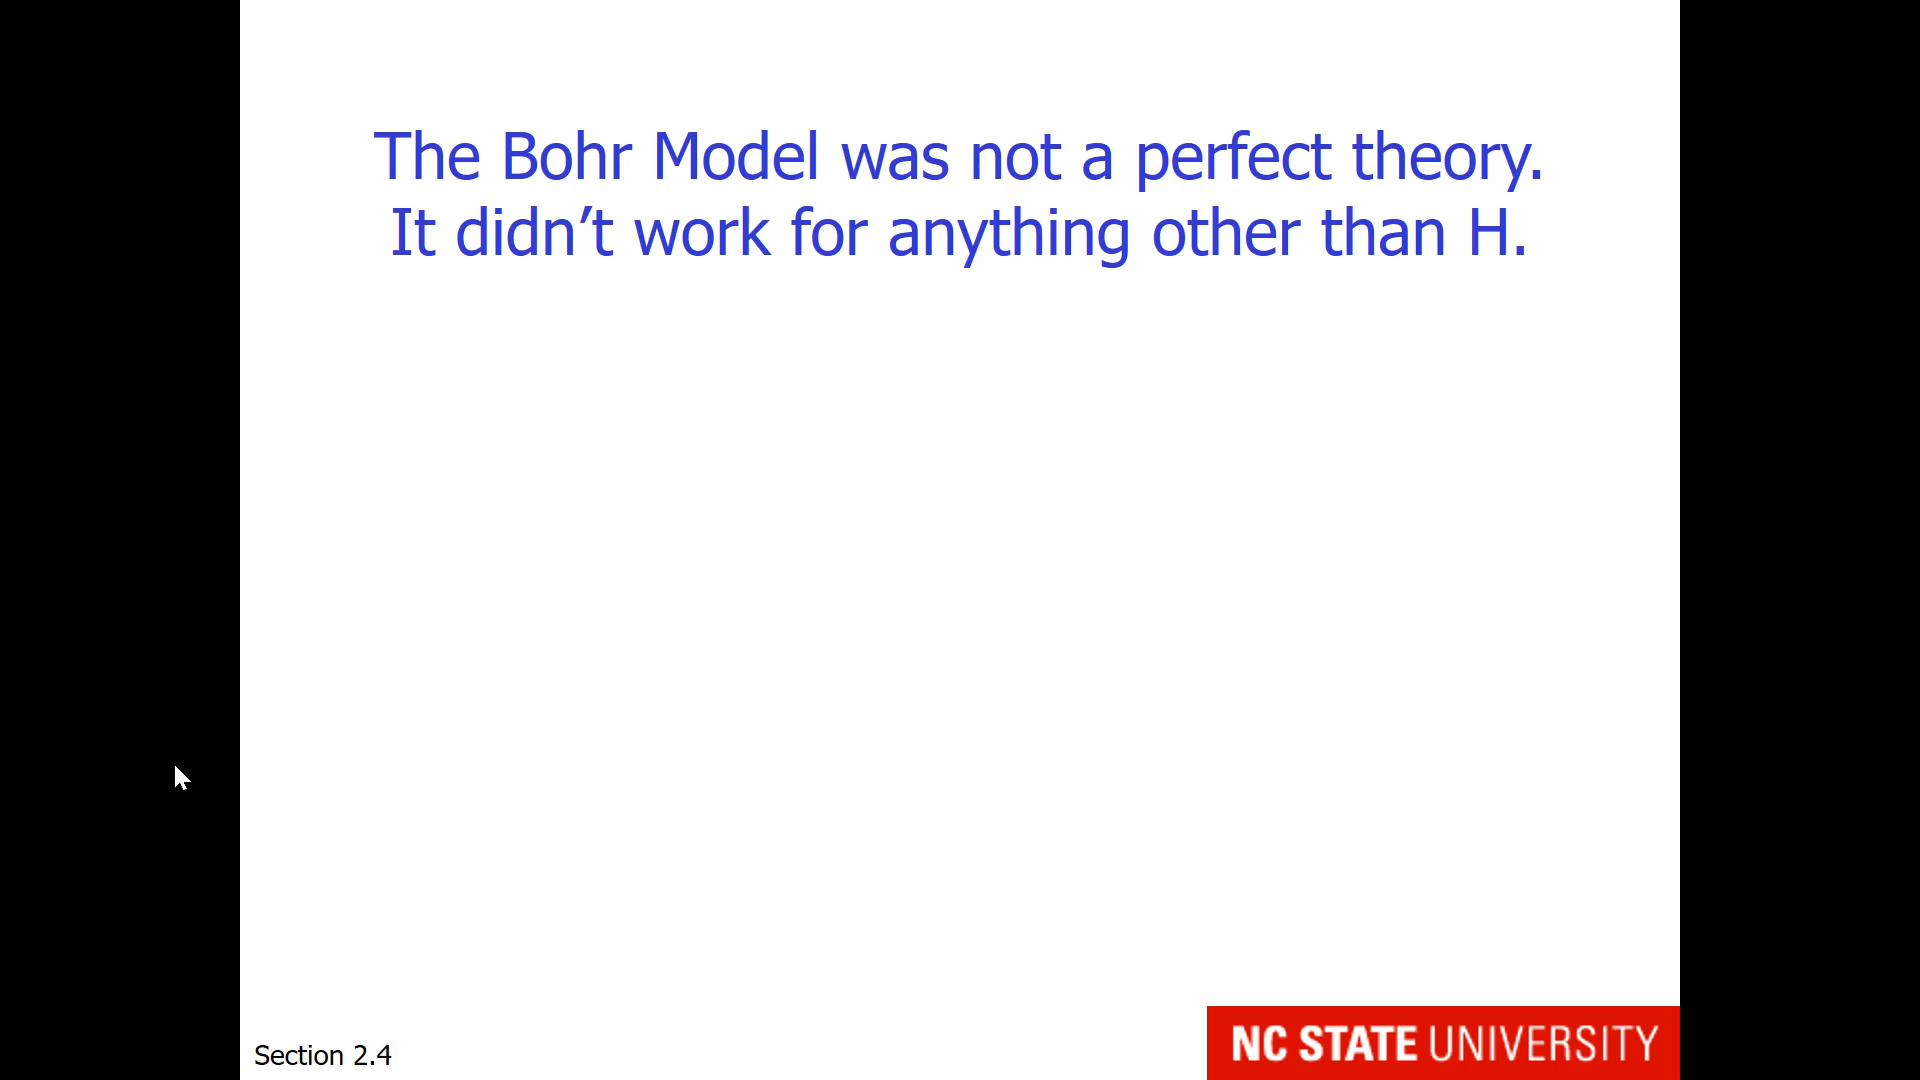 The Bohr Model was not a perfect theory.
It didn’t work for anything other than H.
Section 2.4
NC STATE UNIVERSITY